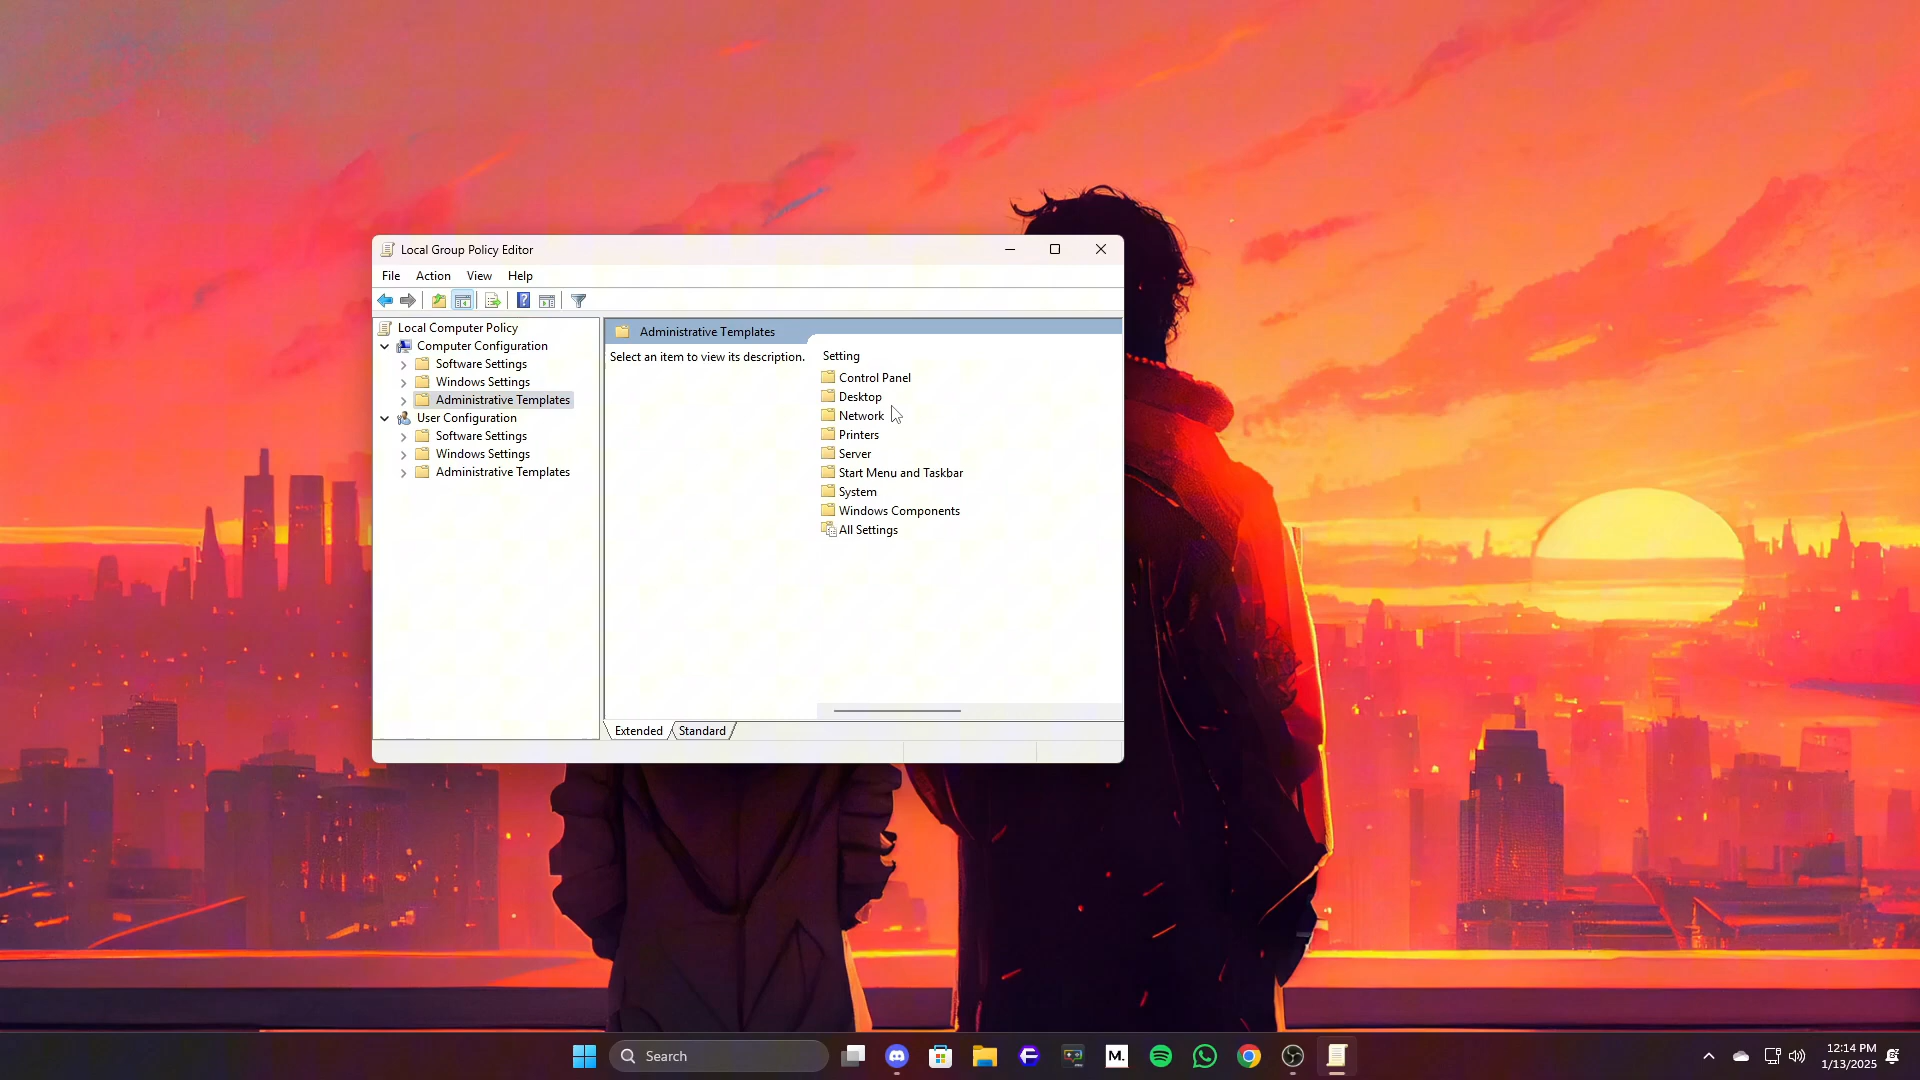 Local Group Policy Editor
File Action View Help
Local Computer Policy
Computer Configuration
Software Settings
Windows Settings
Administrative Templates
User Configuration
Software Settings
Windows Settings
Administrative Templates
Administrative Templates
Select an item to view its description.
Setting
Control Panel
Desktop
Network
Printers
Server
Start Menu and Taskbar
System
Windows Components
All Settings
Extended Standard
Search
M.
12:14 PM
1/13/2025